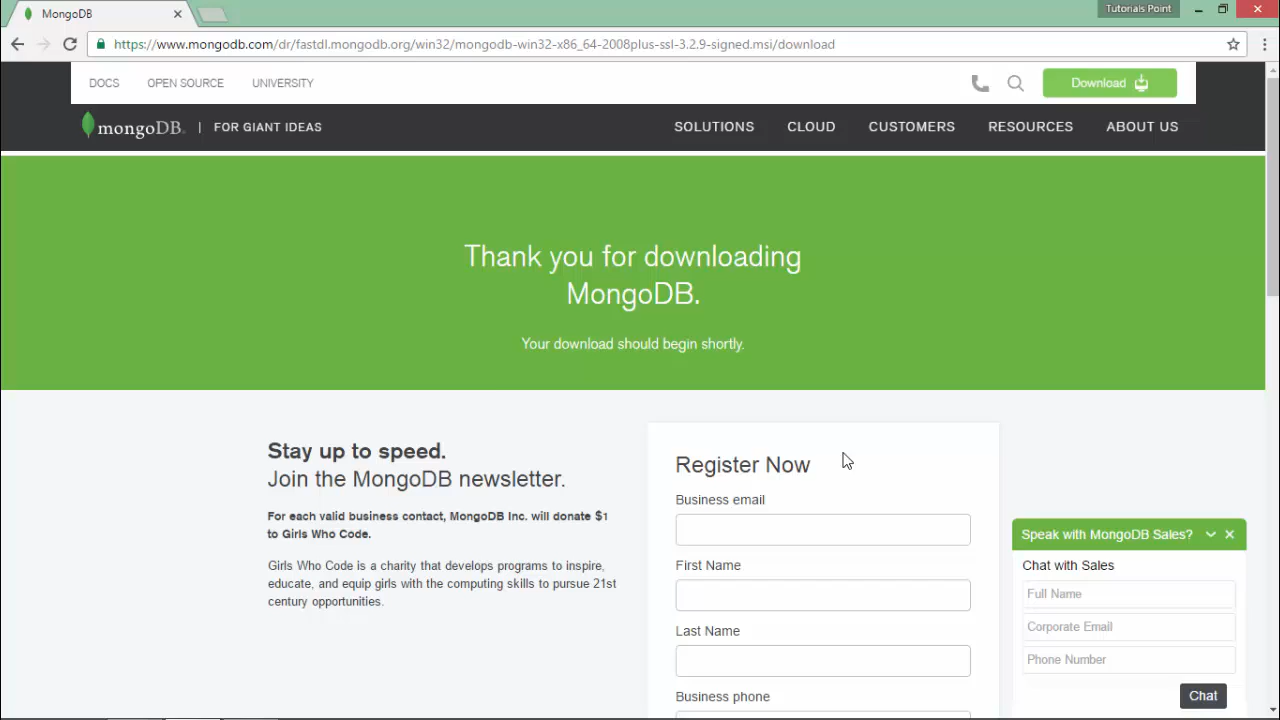 MongoDB
Tutorials Point
https://www.mongodb.com/dr/fastdl.mongodb.org/win32/mongodb-win32-x86_64-2008plus-ssl-3.2.9-signed.msi/download
DOCS OPEN SOURCE UNIVERSITY Download
mongoDB. | FOR GIANT IDEAS SOLUTIONS CLOUD CUSTOMERS RESOURCES ABOUT US
Thank you for downloading
MongoDB.
Your download should begin shortly.
Stay up to speed.
Join the MongoDB newsletter.
For each valid business contact, MongoDB Inc. will donate $1
to Girls Who Code.
Girls Who Code is a charity that develops programs to inspire,
educate, and equip girls with the computing skills to pursue 21st
century opportunities.
Register Now
Business email
First Name
Last Name
Business phone
Speak with MongoDB Sales?
Chat with Sales
Full Name
Corporate Email
Phone Number
Chat